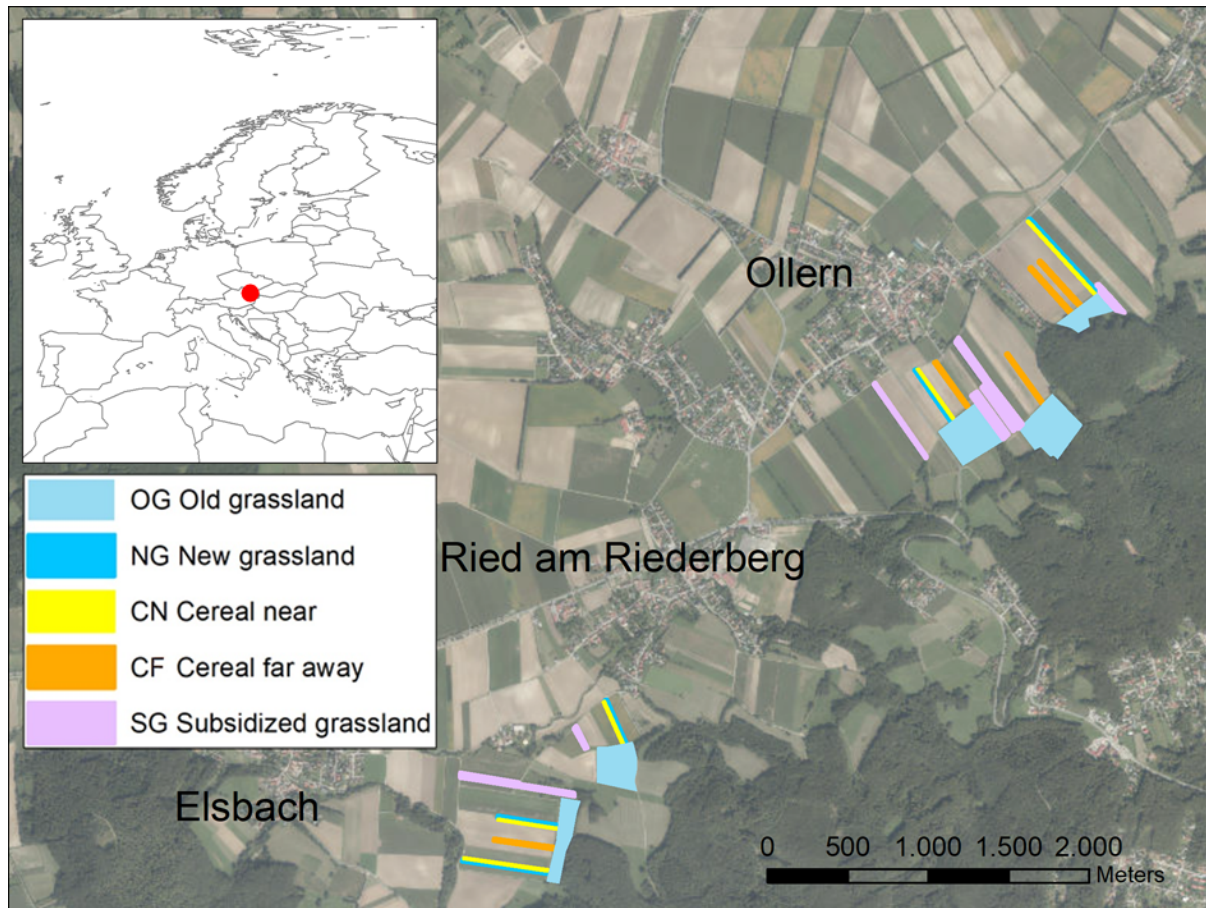 Ollern
OG Old grassland
NG New grassland
CN Cereal near
CF Cereal far away
SG Subsidized grassland
Ried am Riederberg
Elsbach
0 500 1.000 1.500 2.000
Meters